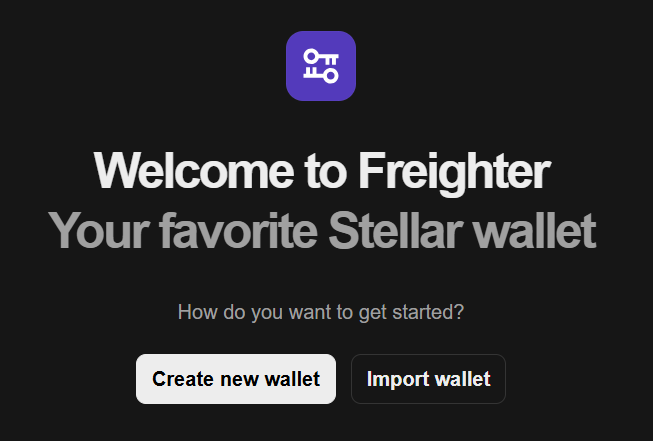 Welcome to Freighter
Your favorite Stellar wallet
How do you want to get started?
Create new wallet
Import wallet